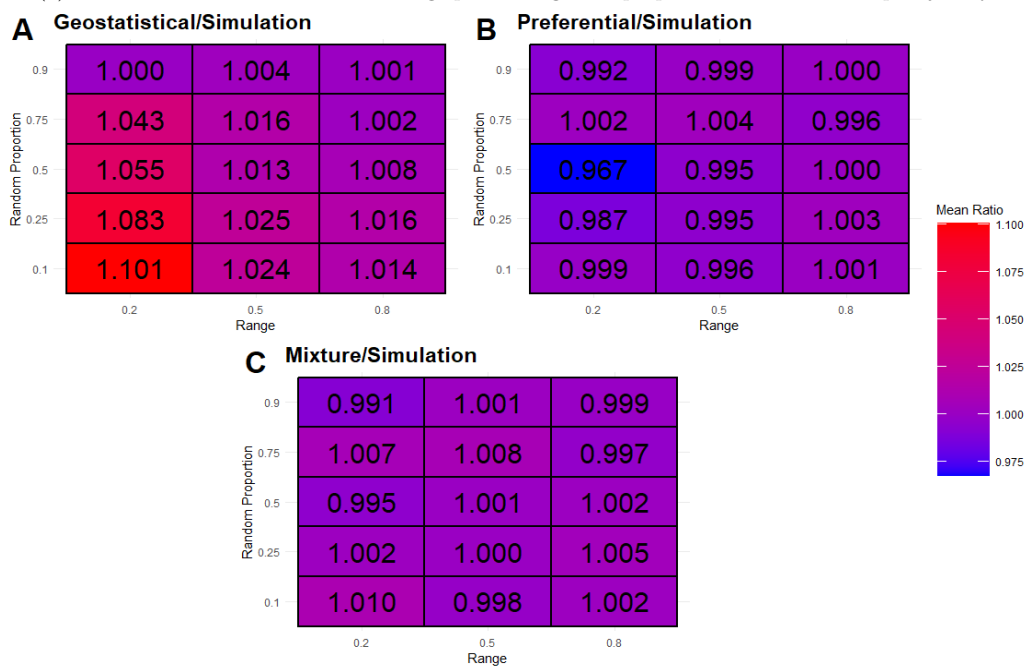 A Geostatistical/Simulation
Random Proportion
0.9 1.000 1.004 1.001
0.75 1.043 1.016 1.002
0.5 1.055 1.013 1.008
0.25 1.083 1.025 1.016
0.1 1.101 1.024 1.014
0.2 0.5 0.8
Range
B Preferential/Simulation
Random Proportion
0.9 0.992 0.999 1.000
0.75 1.002 1.004 0.996
0.5 0.967 0.995 1.000
0.25 0.987 0.995 1.003
0.1 0.999 0.996 1.001
0.2 0.5 0.8
Range
Mean Ratio
1.100
1.075
1.050
1.025
1.000
0.975
C Mixture/Simulation
Random Proportion
0.9 0.991 1.001 0.999
0.75 1.007 1.008 0.997
0.5 0.995 1.001 1.002
0.25 1.002 1.000 1.005
0.1 1.010 0.998 1.002
0.2 0.5 0.8
Range